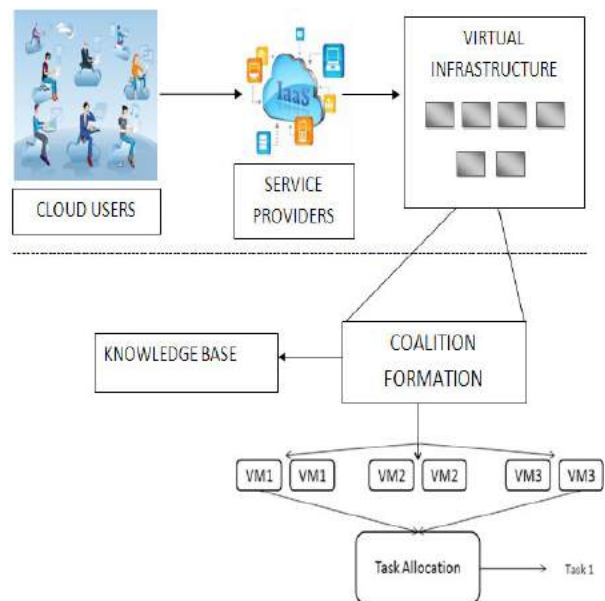 VIRTUAL
INFRASTRUCTURE
IaaS
CLOUD USERS
SERVICE
PROVIDERS
KNOWLEDGE BASE
COALITION
FORMATION
VM1 VM1 VM2 VM2 VM3 VM3
Task Allocation
Task 1